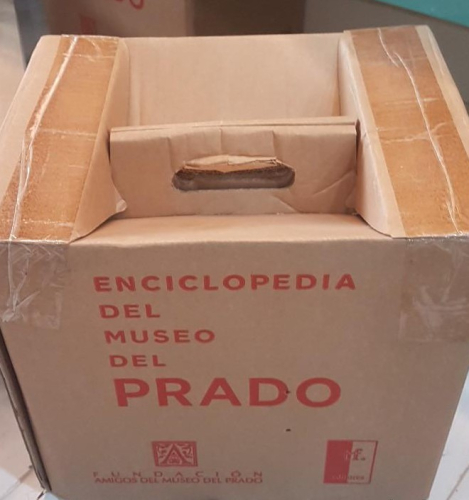 ENCICLOPEDIA
DEL
MUSEO
DEL
PRADO
FUNDACIÓN
AMIGOS DEL MUSEO DEL PRADO